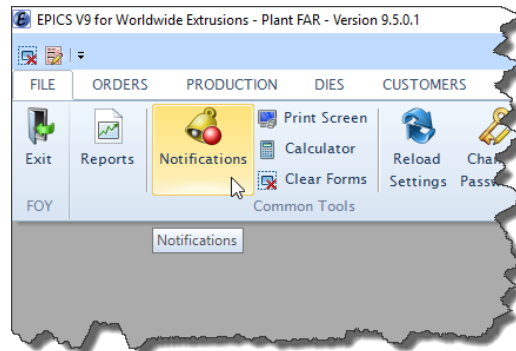 EPICS V9 for Worldwide Extrusions - Plant FAR - Version 9.5.0.1
FILE ORDERS PRODUCTION DIES CUSTOMERS
Exit Reports Notifications Print Screen
Calculator
Clear Forms
Reload Settings
FOY Common Tools
Notifications